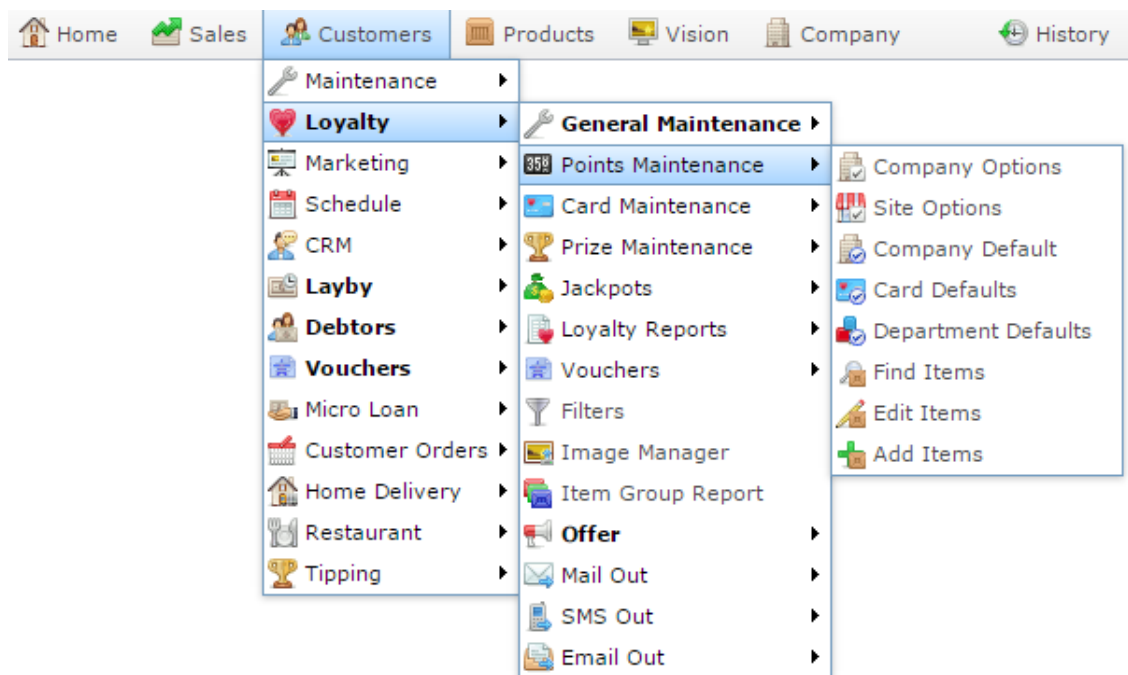 Home Sales Customers Products Vision Company History
Maintenance
Loyalty
Marketing
Schedule
CRM
Layby
Debtors
Vouchers
Micro Loan
Customer Orders
Home Delivery
Restaurant
Tipping
General Maintenance
Points Maintenance
Card Maintenance
Prize Maintenance
Jackpots
Loyalty Reports
Vouchers
Filters
Image Manager
Item Group Report
Offer
Mail Out
SMS Out
Email Out
Company Options
Site Options
Company Default
Card Defaults
Department Defaults
Find Items
Edit Items
Add Items